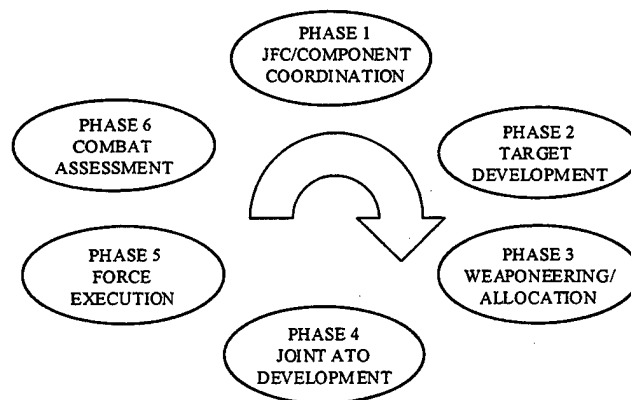 PHASE 1
JFC/COMPONENT
COORDINATION
PHASE 2
TARGET
DEVELOPMENT
PHASE 3
WEAPONEERING/
ALLOCATION
PHASE 4
JOINT ATO
DEVELOPMENT
PHASE 5
FORCE
EXECUTION
PHASE 6
COMBAT
ASSESSMENT